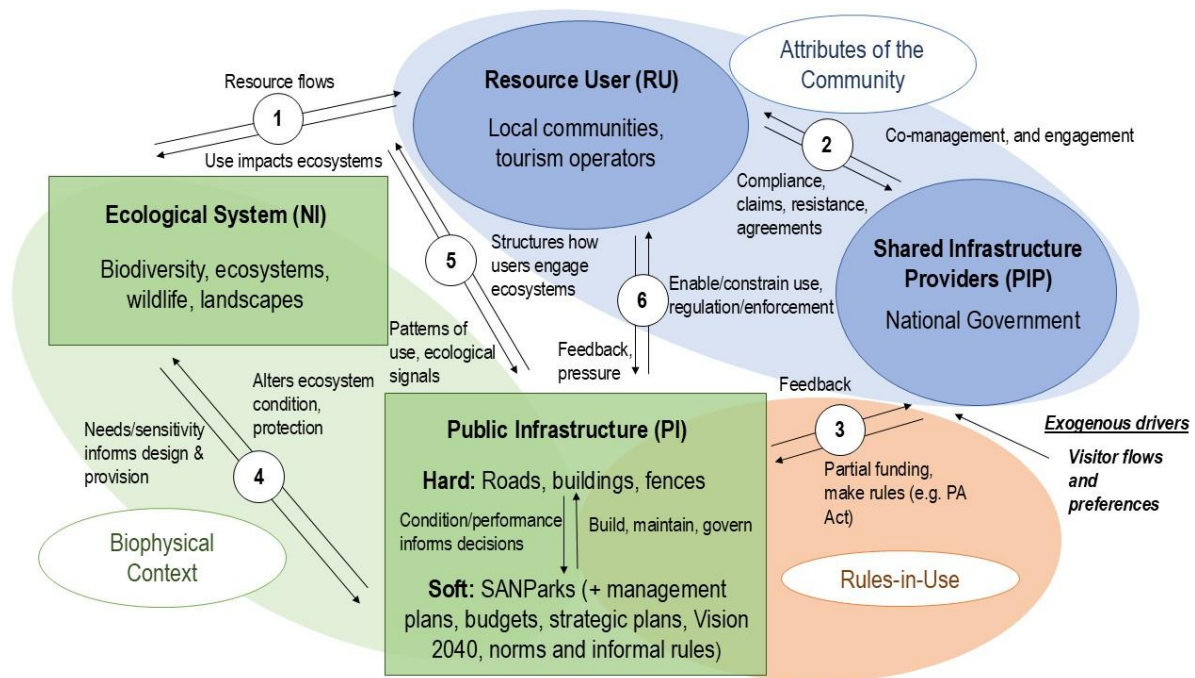 Attributes of the
Community
Resource flows
1
Use impacts ecosystems
Resource User (RU)
Local communities,
tourism operators
2
Co-management, and engagement
Compliance,
claims, resistance,
agreements
Ecological System (NI)
Biodiversity, ecosystems,
wildlife, landscapes
5
Structures how
users engage
ecosystems
Patterns of
use, ecological
signals
6
Enable/constrain use,
regulation/enforcement
Feedback,
pressure
Shared Infrastructure
Providers (PIP)
National Government
Alters ecosystem
condition,
protection
Needs/sensitivity
informs design &
provision
4
Feedback
3
Partial funding,
make rules (e.g. PA
Act)
Exogenous drivers
Visitor flows
and
preferences
Public Infrastructure (PI)
Hard: Roads, buildings, fences
Condition/performance
informs decisions
Build, maintain, govern
Soft: SANParks (+ management
plans, budgets, strategic plans, Vision
2040, norms and informal rules)
Biophysical
Context
Rules-in-Use